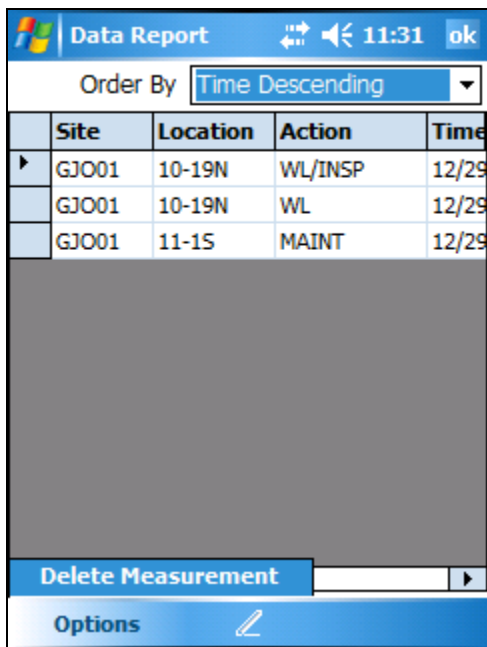 Data Report 11:31 ok
Order By Time Descending
Site Location Action Time
GJO01 10-19N WL/INSP 12/29
GJO01 10-19N WL 12/29
GJO01 11-1S MAINT 12/29
Delete Measurement
Options